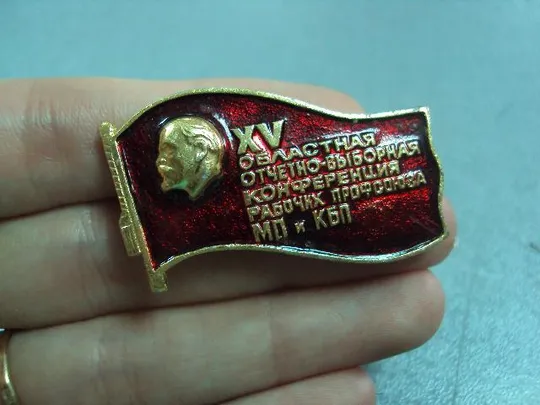 XV
ОБЛАСТНАЯ
ОТЧЕТНО-ВЫБОРНАЯ
КОНФЕРЕНЦИЯ
РАБОЧИХ ПРОФСОЮЗА
МП и КБП